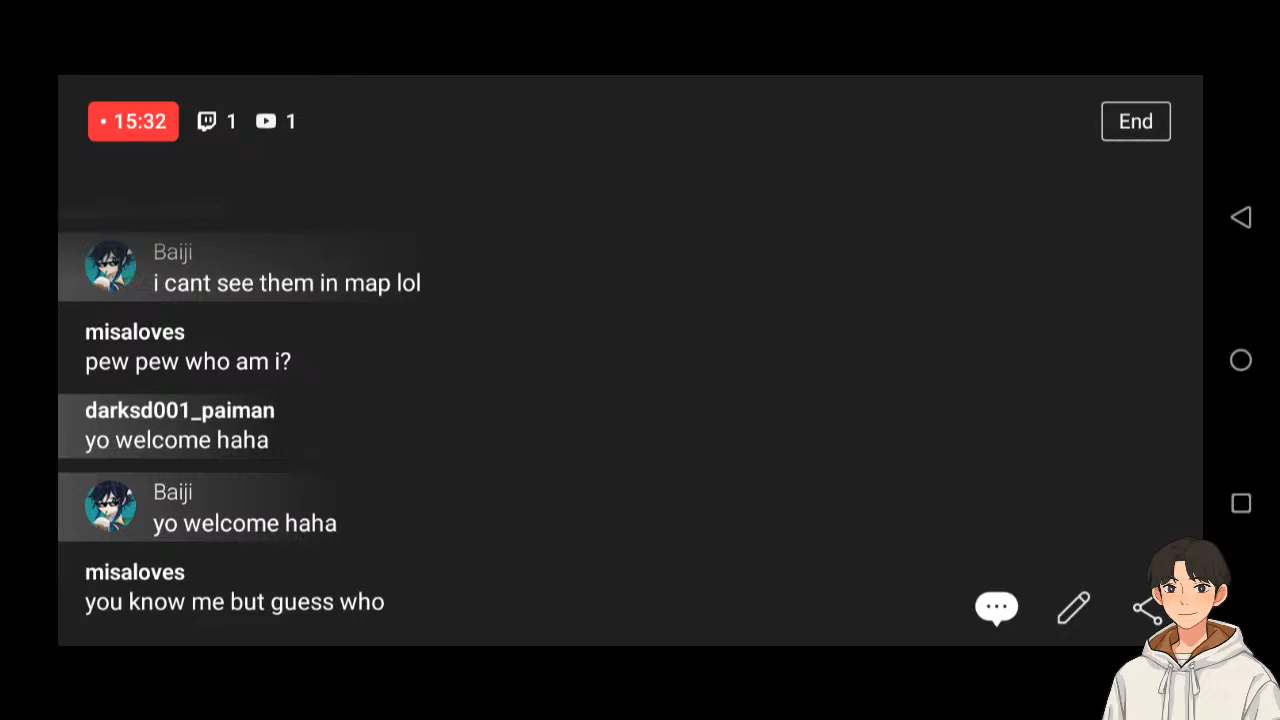 • 15:32 1 1 End
Baiji
i cant see them in map lol
misaloves
pew pew who am i?
darksd001_paiman
yo welcome haha
Baiji
yo welcome haha
misaloves
you know me but guess who